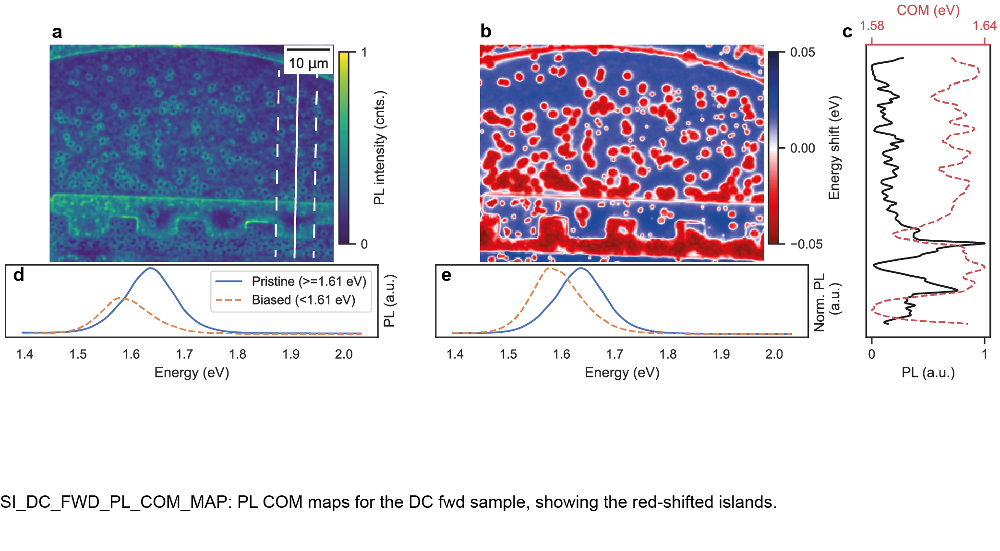 a
10 µm
1
0
PL intensity (cnts.)
b
0.05
0.00
−0.05
Energy shift (eV)
c
COM (eV)
1.58 1.64
0 1
PL (a.u.)
d
Pristine (>=1.61 eV)
Biased (<1.61 eV)
PL (a.u.)
1.4 1.5 1.6 1.7 1.8 1.9 2.0
Energy (eV)
e
Norm. PL
(a.u.)
1.4 1.5 1.6 1.7 1.8 1.9 2.0
Energy (eV)
SI_DC_FWD_PL_COM_MAP: PL COM maps for the DC fwd sample, showing the red-shifted islands.